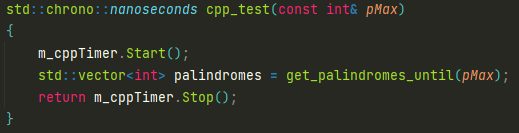 std::chrono::nanoseconds cpp_test(const int& pMax)
{
    m_cppTimer.Start();
    std::vector<int> palindromes = get_palindromes_until(pMax);
    return m_cppTimer.Stop();
}